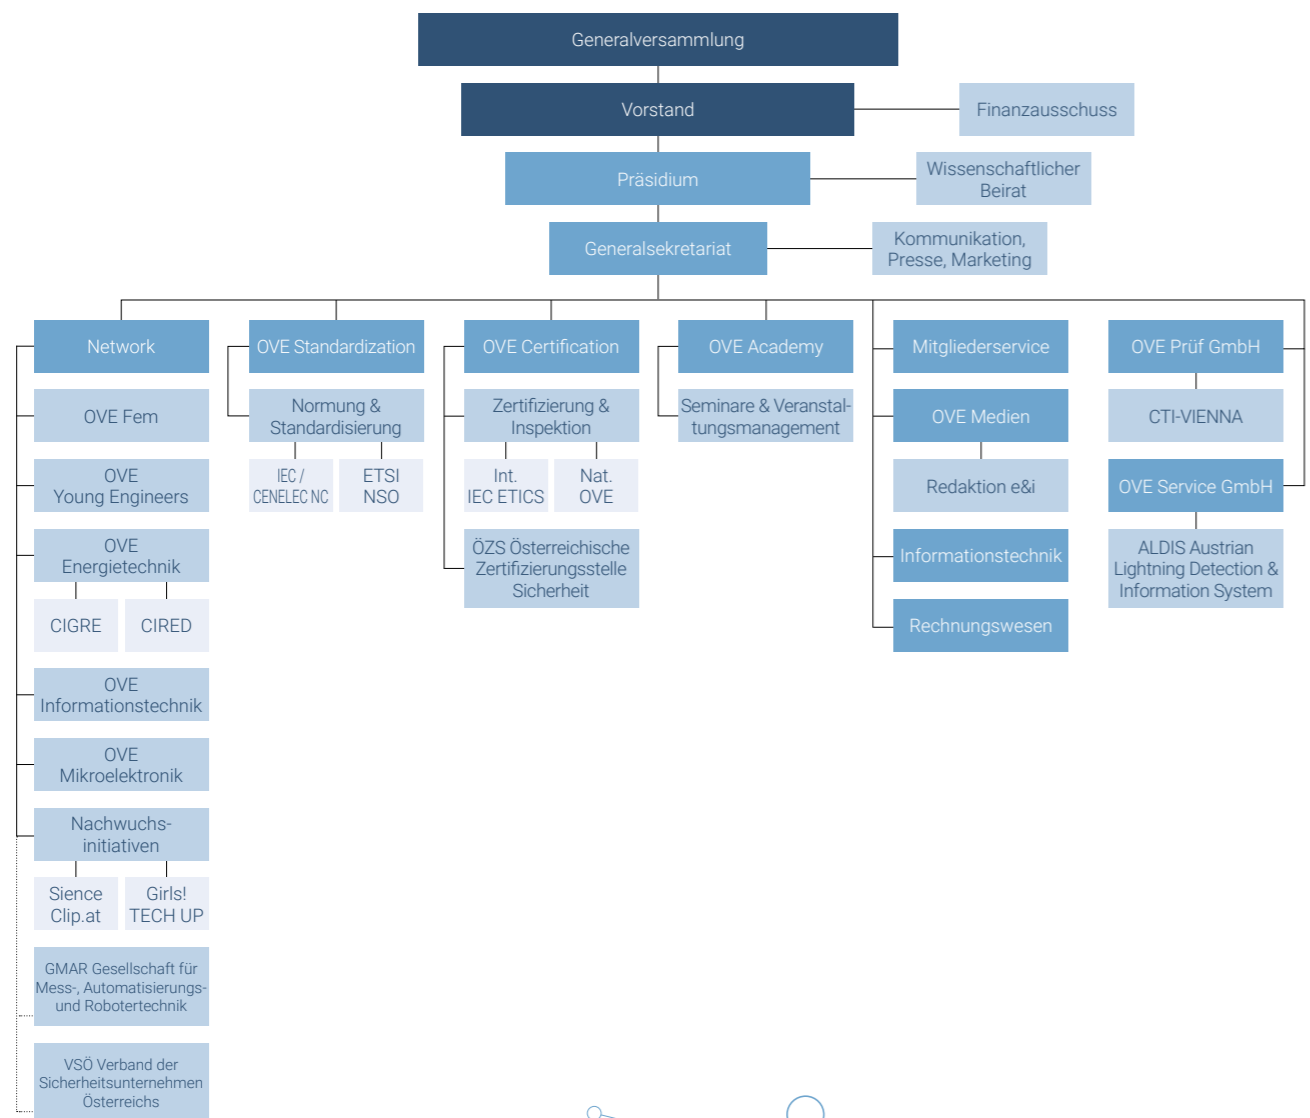 Generalversammlung
Vorstand
Finanzausschuss
Präsidium
Wissenschaftlicher
Beirat
Generalsekretariat
Kommunikation,
Presse, Marketing
Network
OVE Fem
OVE
Young Engineers
OVE
Energietechnik
CIGRE
CIRED
OVE
Informationstechnik
OVE
Mikroelektronik
Nachwuchs-
initiativen
Sience
Clip.at
Girls!
TECH UP
GMAR Gesellschaft für
Mess-, Automatisierungs-
und Robotertechnik
VSÖ Verband der
Sicherheitsunternehmen
Österreichs
OVE Standardization
Normung &
Standardisierung
IEC /
CENELEC NC
ETSI
NSO
OVE Certification
Zertifizierung &
Inspektion
Int.
IEC ETICS
Nat.
OVE
ÖZS Österreichische
Zertifizierungsstelle
Sicherheit
OVE Academy
Seminare & Veranstal-
tungsmanagement
Mitgliederservice
OVE Medien
Redaktion e&i
Informationstechnik
Rechnungswesen
OVE Prüf GmbH
CTI-VIENNA
OVE Service GmbH
ALDIS Austrian
Lightning Detection &
Information System